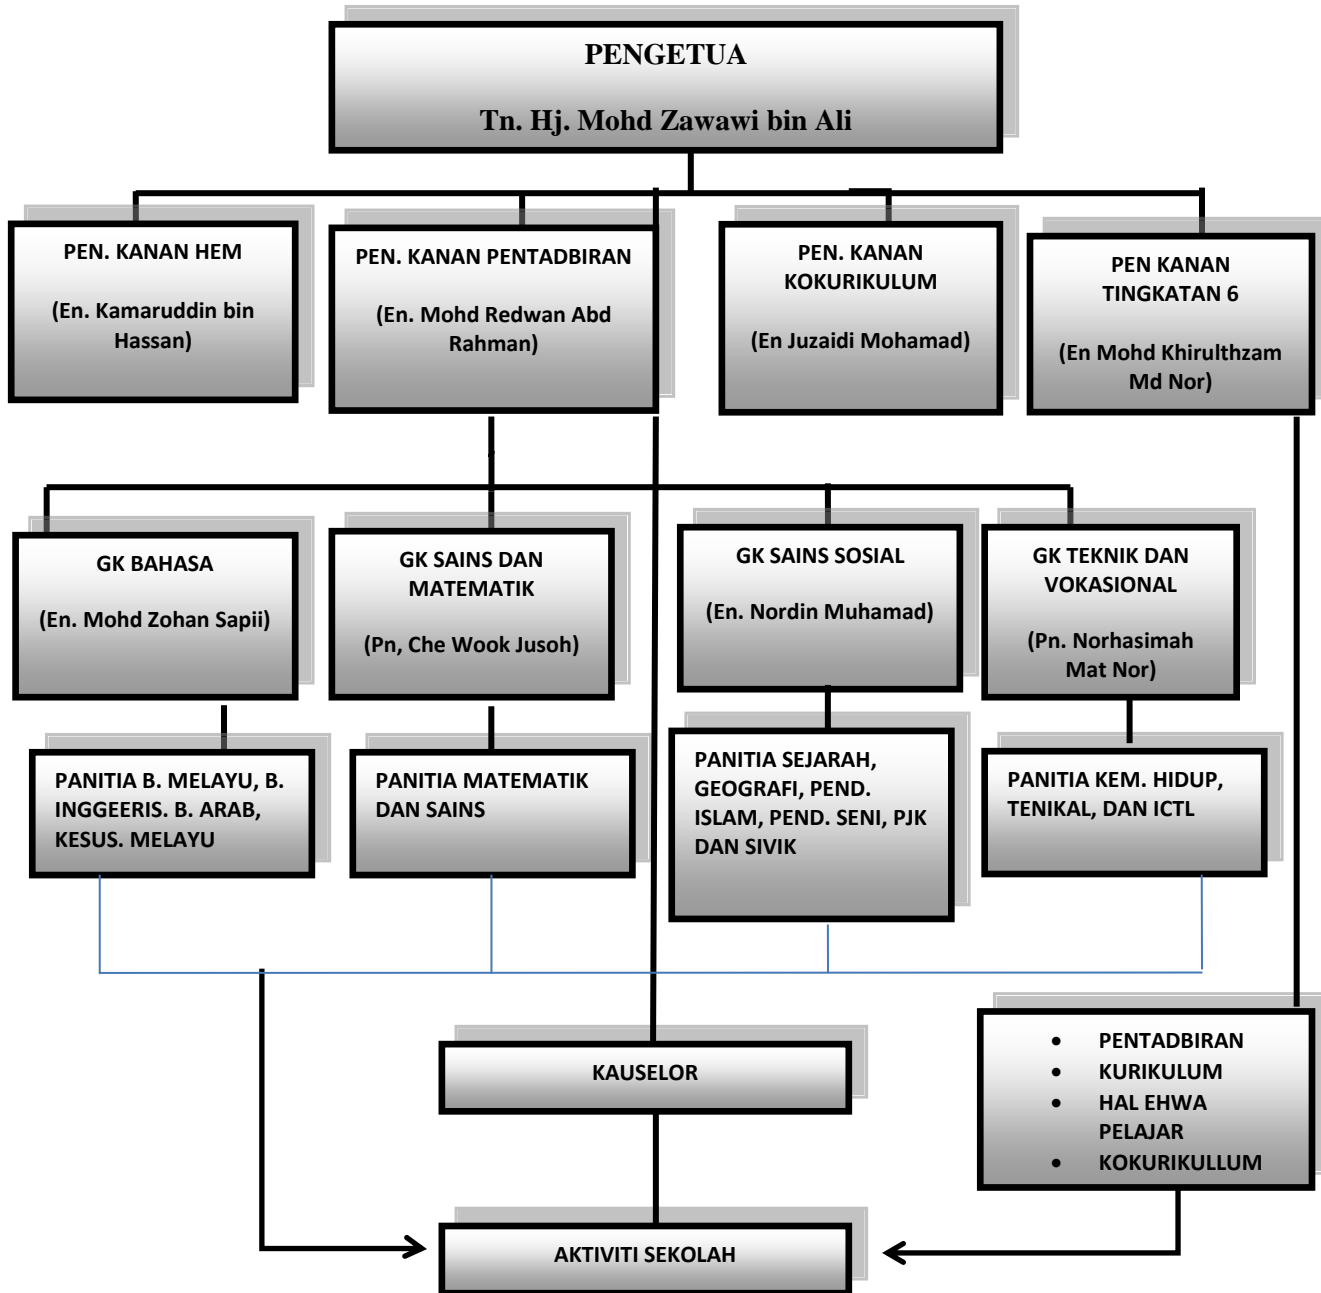 PENGETUA
Tn. Hj. Mohd Zawawi bin Ali
PEN. KANAN HEM
(En. Kamaruddin bin
Hassan)
PEN. KANAN PENTADBIRAN
(En. Mohd Redwan Abd
Rahman)
PEN. KANAN
KOKURIKULUM
(En Juzaidi Mohamad)
PEN KANAN
TINGKATAN 6
(En Mohd Khirulthzam
Md Nor)
GK BAHASA
(En. Mohd Zohan Sapii)
GK SAINS DAN
MATEMATIK
(Pn, Che Wook Jusoh)
GK SAINS SOSIAL
(En. Nordin Muhamad)
GK TEKNIK DAN
VOKASIONAL
(Pn. Norhasimah
Mat Nor)
PANITIA B. MELAYU, B.
INGGEERIS. B. ARAB,
KESUS. MELAYU
PANITIA MATEMATIK
DAN SAINS
PANITIA SEJARAH,
GEOGRAFI, PEND.
ISLAM, PEND. SENI, PJK
DAN SIVIK
PANITIA KEM. HIDUP,
TENIKAL, DAN ICTL
KAUSELOR
• PENTADBIRAN
• KURIKULUM
• HAL EHWA
PELAJAR
• KOKURIKULLUM
AKTIVITI SEKOLAH